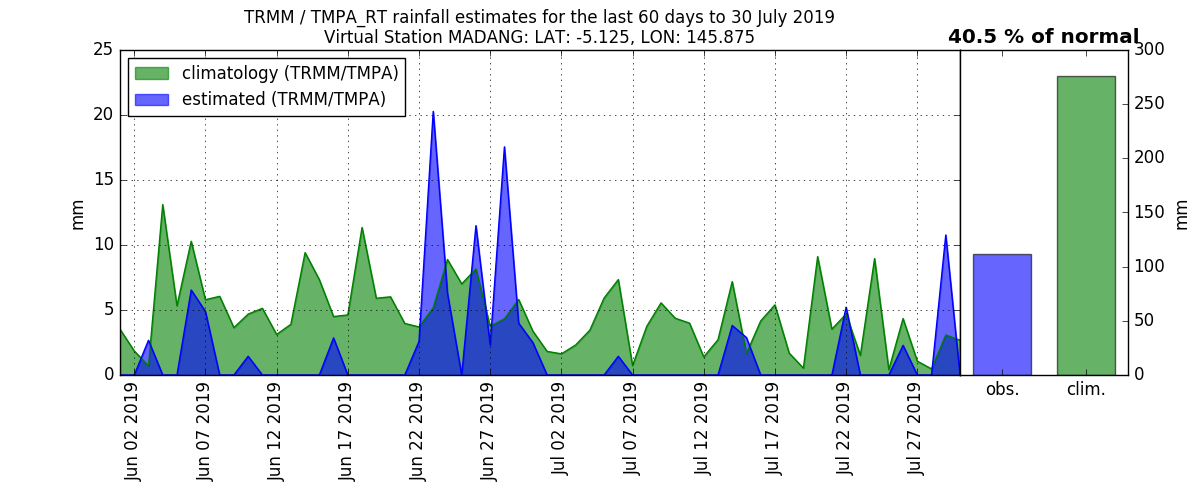 TRMM / TMPA_RT rainfall estimates for the last 60 days to 30 July 2019
Virtual Station MADANG: LAT: -5.125, LON: 145.875
40.5 % of normal
climatology (TRMM/TMPA)
estimated (TRMM/TMPA)
25
20
15
10
5
0
mm
300
250
200
150
100
50
0
mm
Jun 02 2019
Jun 07 2019
Jun 12 2019
Jun 17 2019
Jun 22 2019
Jun 27 2019
Jul 02 2019
Jul 07 2019
Jul 12 2019
Jul 17 2019
Jul 22 2019
Jul 27 2019
obs.
clim.